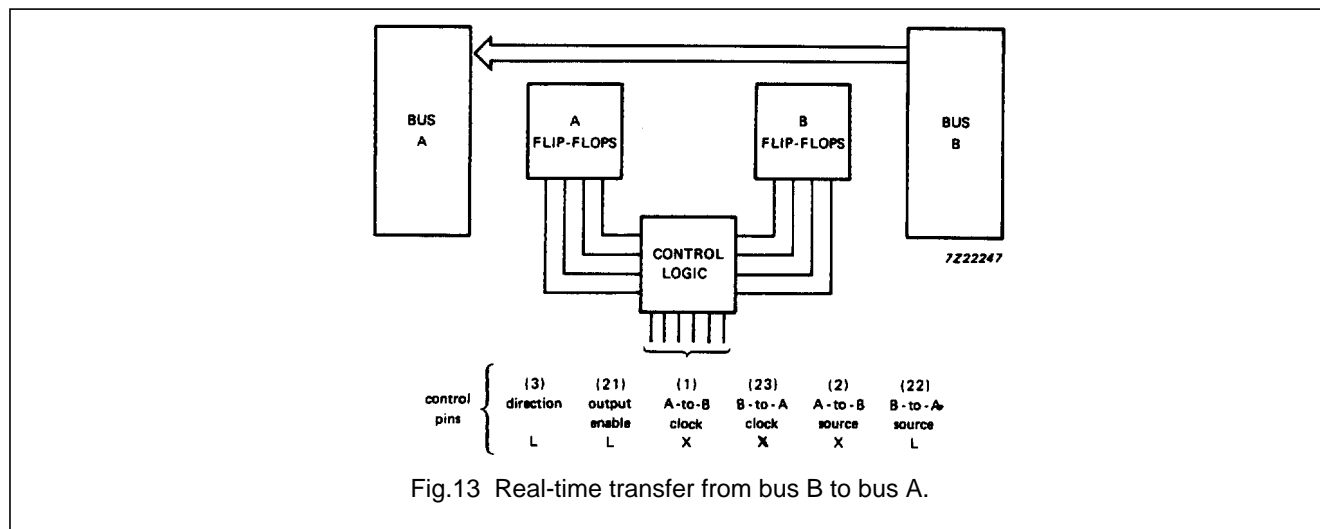 BUS
A
A
FLIP-FLOPS
B
FLIP-FLOPS
BUS
B
CONTROL
LOGIC
7Z22247
control
pins
(3) (21) (1) (23) (2) (22)
direction output A-to-B B-to-A A-to-B B-to-A
enable clock clock source source
L L X X X L
Fig.13 Real-time transfer from bus B to bus A.